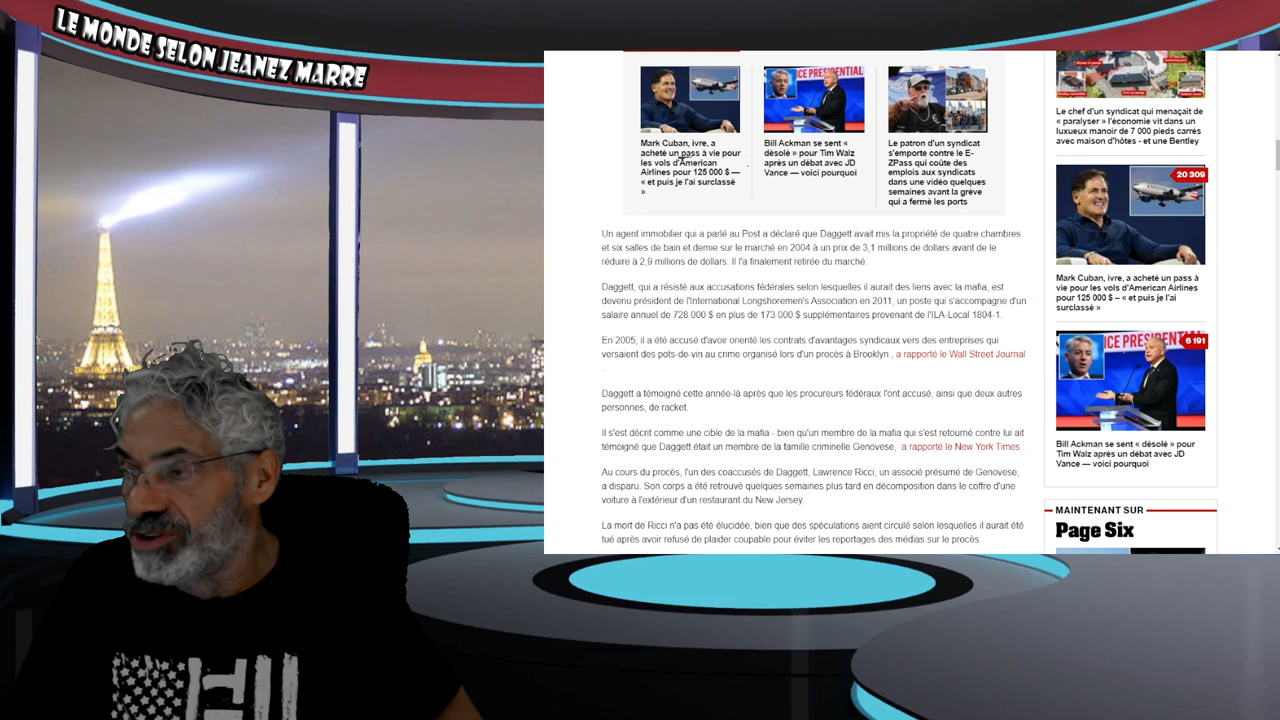 LE MONDE SELON JEANEZ MARRE
VICE PRESIDENTIAL
Mark Cuban, ivre, a
acheté un pass à vie pour
les vols d'American
Airlines pour 125 000 $ —
« et puis je l'ai surclassé
»
Bill Ackman se sent «
désolé » pour Tim Walz
après un débat avec JD
Vance — voici pourquoi
Le patron d'un syndicat
s'emporte contre le E-
ZPass qui coûte des
emplois aux syndicats
dans une vidéo quelques
semaines avant la grève
qui a fermé les ports
Un agent immobilier qui a parlé au Post a déclaré que Daggett avait mis la propriété de quatre chambres
et six salles de bain et demie sur le marché en 2004 à un prix de 3,1 millions de dollars avant de le
réduire à 2,9 millions de dollars. Il l'a finalement retirée du marché.
Daggett, qui a résisté aux accusations fédérales selon lesquelles il aurait des liens avec la mafia, est
devenu président de l'International Longshoremen's Association en 2011, un poste qui s'accompagne d'un
salaire annuel de 728 000 $ en plus de 173 000 $ supplémentaires provenant de l'ILA-Local 1804-1.
En 2005, il a été accusé d'avoir orienté les contrats d'avantages syndicaux vers des entreprises qui
versaient des pots-de-vin au crime organisé lors d'un procès à Brooklyn , a rapporté le Wall Street Journal
.
Daggett a témoigné cette année-là après que les procureurs fédéraux l'ont accusé, ainsi que deux autres
personnes, de racket.
Il s'est décrit comme une cible de la mafia - bien qu'un membre de la mafia qui s'est retourné contre lui ait
témoigné que Daggett était un membre de la famille criminelle Genovese, a rapporté le New York Times .
Au cours du procès, l'un des coaccusés de Daggett, Lawrence Ricci, un associé présumé de Genovese,
a disparu. Son corps a été retrouvé quelques semaines plus tard en décomposition dans le coffre d'une
voiture à l'extérieur d'un restaurant du New Jersey.
La mort de Ricci n'a pas été élucidée, bien que des spéculations aient circulé selon lesquelles il aurait été
tué après avoir refusé de plaider coupable pour éviter les reportages des médias sur le procès.
Le chef d'un syndicat qui menaçait de
« paralyser » l'économie vit dans un
luxueux manoir de 7 000 pieds carrés
avec maison d'hôtes - et une Bentley
20 309
Mark Cuban, ivre, a acheté un pass à
vie pour les vols d'American Airlines
pour 125 000 $ – « et puis je l'ai
surclassé »
VICE PRESIDENTIAL
6 191
Bill Ackman se sent « désolé » pour
Tim Walz après un débat avec JD
Vance — voici pourquoi
MAINTENANT SUR
Page Six